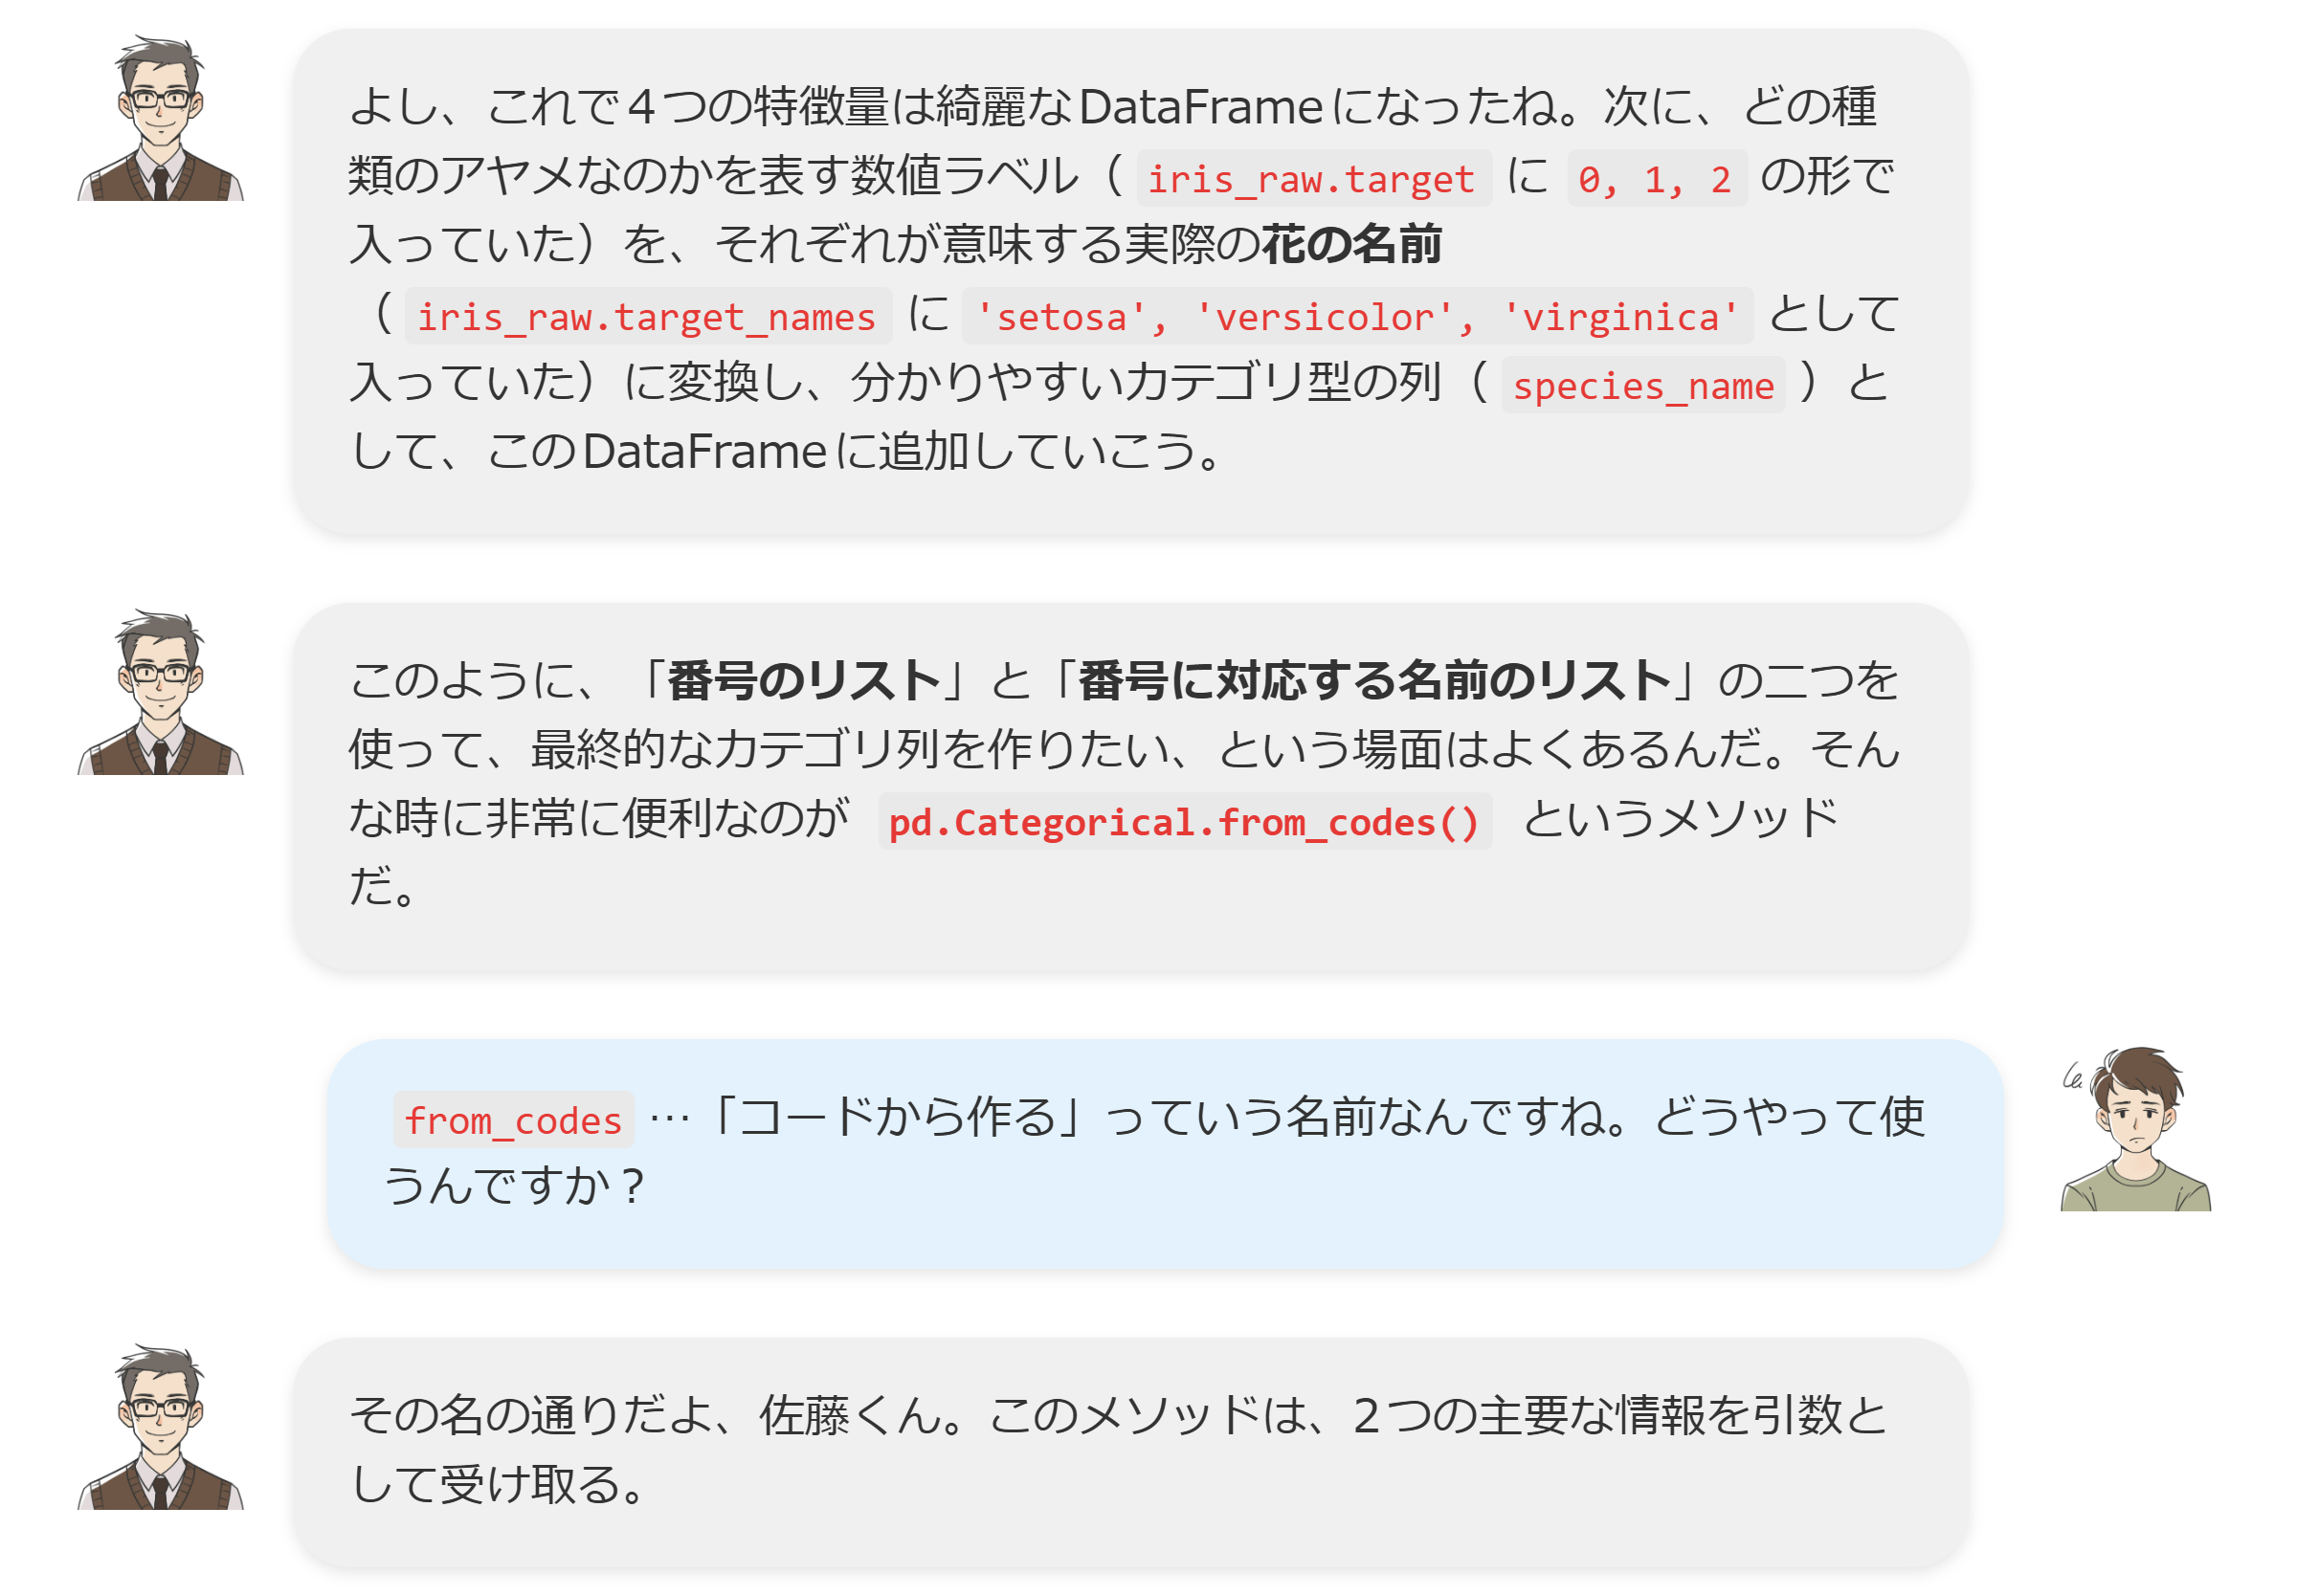 よし、これで４つの特徴量は綺麗なDataFrameになったね。次に、どの種
類のアヤメなのかを表す数値ラベル（ iris_raw.target に 0, 1, 2 の形で
入っていた）を、それぞれが意味する実際の花の名前
（ iris_raw.target_names に 'setosa', 'versicolor', 'virginica' として
入っていた）に変換し、分かりやすいカテゴリ型の列（ species_name ）と
して、このDataFrameに追加していこう。
このように、「番号のリスト」と「番号に対応する名前のリスト」の二つを
使って、最終的なカテゴリ列を作りたい、という場面はよくあるんだ。そん
な時に非常に便利なのが pd.Categorical.from_codes() というメソッド
だ。
from_codes …「コードから作る」っていう名前なんですね。どうやって使
うんですか？
その名の通りだよ、佐藤くん。このメソッドは、２つの主要な情報を引数と
して受け取る。